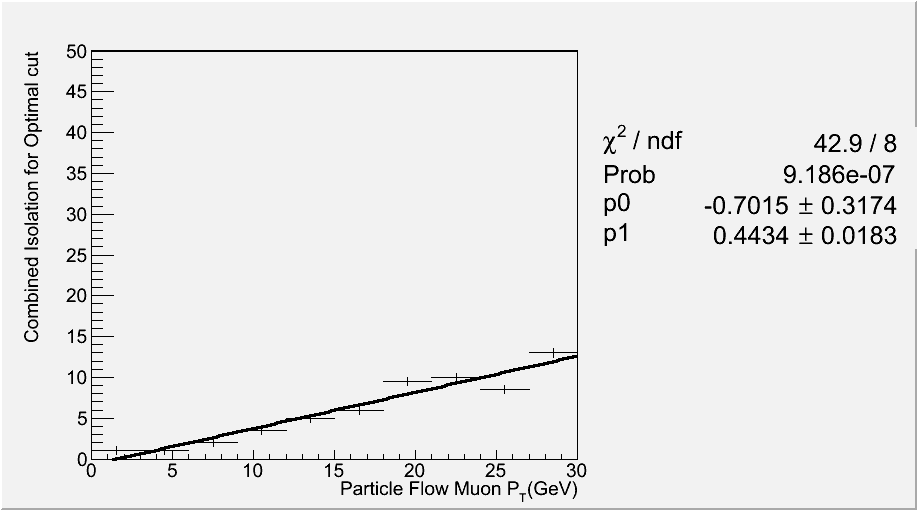 Combined Isolation for Optimal cut
50
45
40
35
30
25
20
15
10
5
0
0 5 10 15 20 25 30
Particle Flow Muon P_T(GeV)
χ² / ndf 42.9 / 8
Prob 9.186e-07
p0 -0.7015 ± 0.3174
p1 0.4434 ± 0.0183